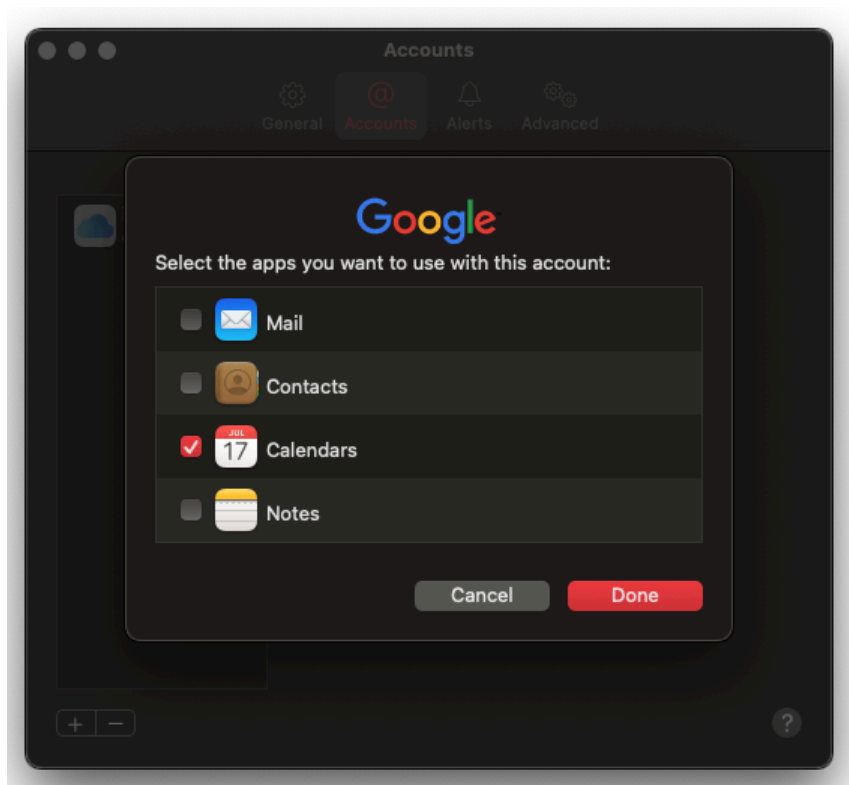 Accounts
General Accounts Alerts Advanced
Google
Select the apps you want to use with this account:
Mail
Contacts
JUL
17
Calendars
Notes
Cancel Done
+ − ?